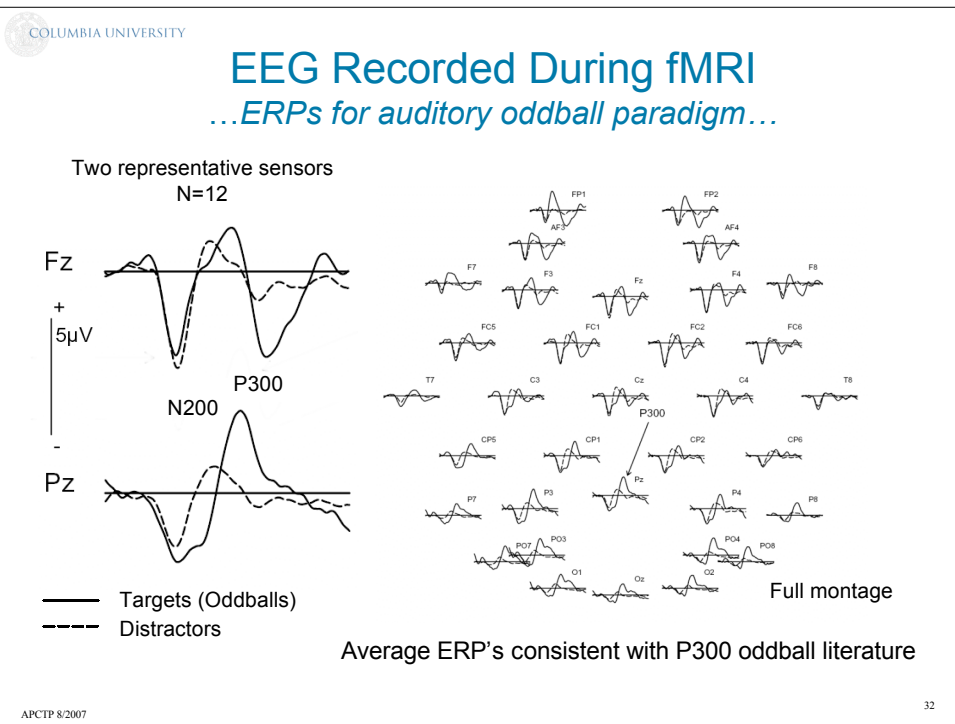 COLUMBIA UNIVERSITY
EEG Recorded During fMRI
…ERPs for auditory oddball paradigm…
Two representative sensors
N=12
Fz
+
5µV
-
Pz
P300
N200
Targets (Oddballs)
Distractors
FP1 FP2
AF3 AF4
F7 F3 Fz F4 F8
FC5 FC1 FC2 FC6
T7 C3 Cz C4 T8
P300
CP5 CP1 CP2 CP6
P7 P3 Pz P4 P8
PO7 PO3 PO4 PO8
O1 Oz O2
Full montage
Average ERP's consistent with P300 oddball literature
APCTP 8/2007
32